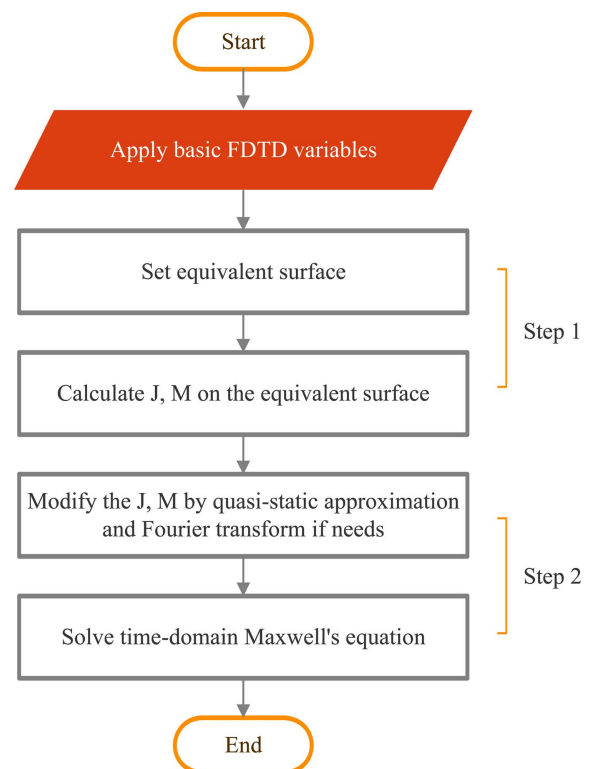 Start
Apply basic FDTD variables
Set equivalent surface
Step 1
Calculate J, M on the equivalent surface
Modify the J, M by quasi-static approximation
and Fourier transform if needs
Step 2
Solve time-domain Maxwell's equation
End